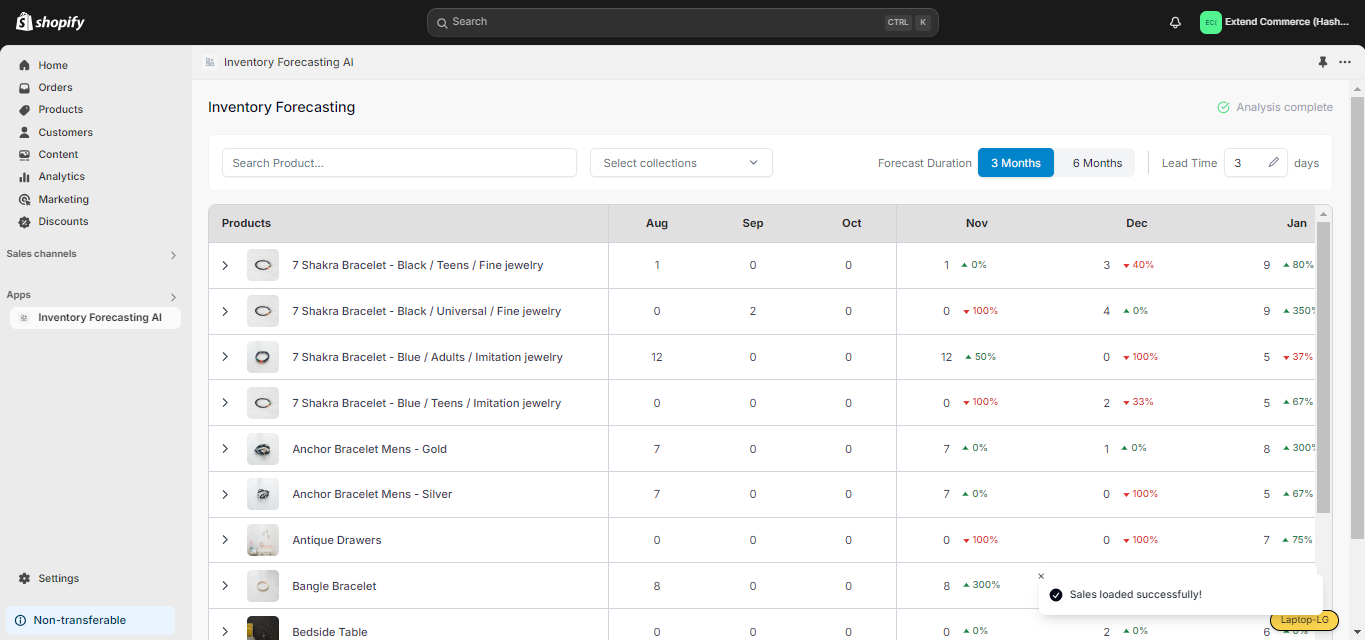 shopify
Search
CTRL K
EC(
Extend Commerce (Hash...
Home
Orders
Products
Customers
Content
Analytics
Marketing
Discounts
Sales channels
Apps
Inventory Forecasting AI
Settings
Non-transferable
Inventory Forecasting AI
Inventory Forecasting
Analysis complete
Search Product...
Select collections
Forecast Duration 3 Months 6 Months Lead Time 3 days
Products Aug Sep Oct Nov Dec Jan
7 Shakra Bracelet - Black / Teens / Fine jewelry 1 0 0 1 0% 3 40% 9 80%
7 Shakra Bracelet - Black / Universal / Fine jewelry 0 2 0 0 100% 4 0% 9 350%
7 Shakra Bracelet - Blue / Adults / Imitation jewelry 12 0 0 12 50% 0 100% 5 37%
7 Shakra Bracelet - Blue / Teens / Imitation jewelry 0 0 0 0 100% 2 33% 5 67%
Anchor Bracelet Mens - Gold 7 0 0 7 0% 1 0% 8 300%
Anchor Bracelet Mens - Silver 7 0 0 7 0% 0 100% 5 67%
Antique Drawers 0 0 0 0 100% 0 100% 7 75%
Bangle Bracelet 8 0 0 8 300%
Bedside Table 0 0 0 0 0% 2 0% 6 0%
Sales loaded successfully!
Laptop-LG